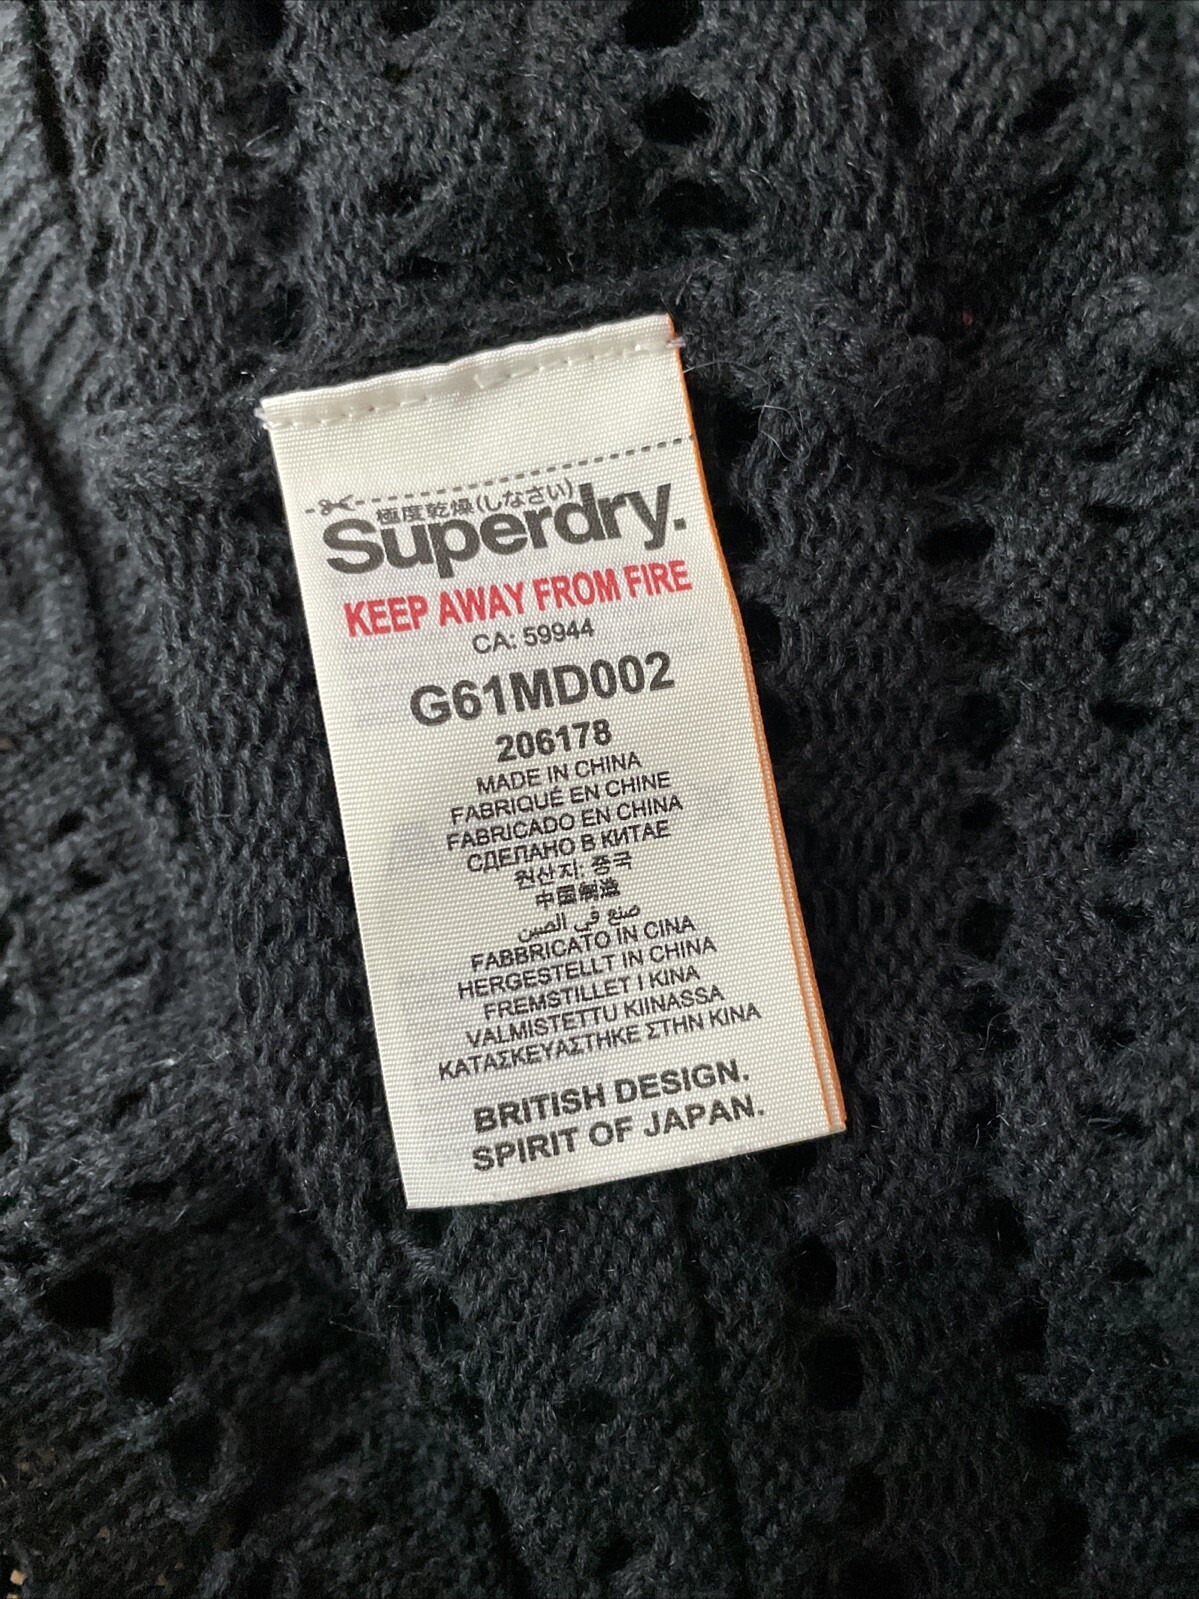 極度乾燥(しなさい)
Superdry.
KEEP AWAY FROM FIRE
CA: 59944
G61MD002
206178
MADE IN CHINA
FABRIQUÉ EN CHINE
FABRICADO EN CHINA
СДЕЛАНО В КИТАЕ
원산지: 중국
中国制造
صنع في الصين
FABBRICATO IN CINA
HERGESTELLT IN CHINA
FREMSTILLET I KINA
VALMISTETTU KIINASSA
ΚΑΤΑΣΚΕΥΑΣΤΗΚΕ ΣΤΗΝ ΚΙΝΑ
BRITISH DESIGN.
SPIRIT OF JAPAN.